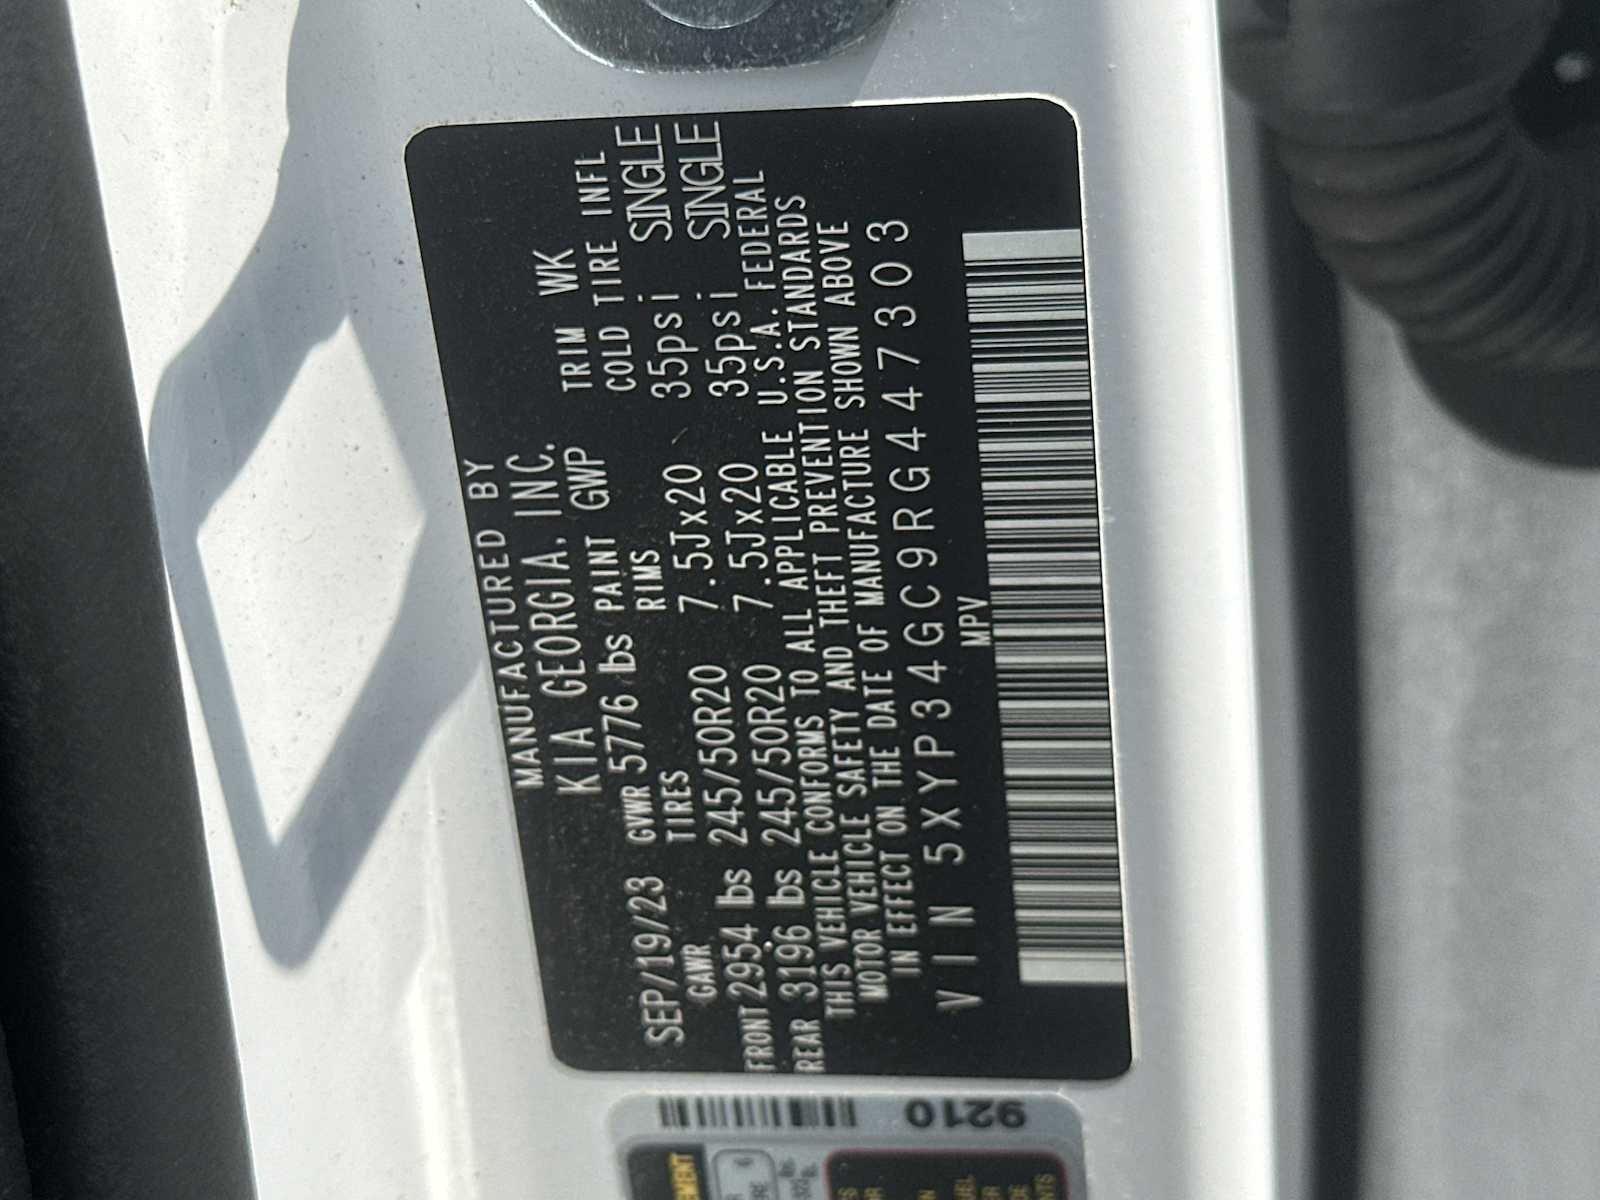 MANUFACTURED BY
KIA GEORGIA, INC.
SEP/19/23 GVWR 5776 lbs PAINT GWP TRIM WK
GAWR TIRES RIMS COLD TIRE INFL
FRONT 2954 lbs 245/50R20 7.5Jx20 35psi SINGLE
REAR 3196 lbs 245/50R20 7.5Jx20 35psi SINGLE
THIS VEHICLE CONFORMS TO ALL APPLICABLE U.S.A. FEDERAL
MOTOR VEHICLE SAFETY AND THEFT PREVENTION STANDARDS
IN EFFECT ON THE DATE OF MANUFACTURE SHOWN ABOVE
VIN 5XYP34GC9RG447303
MPV
9210